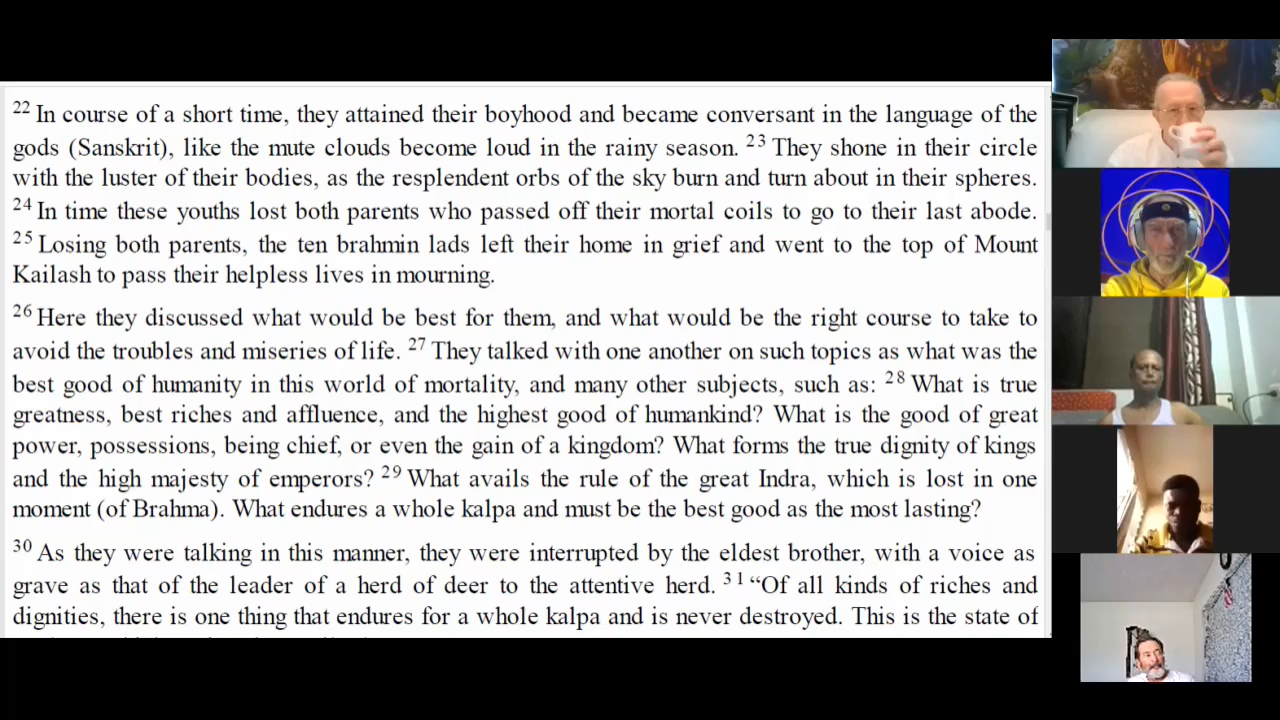 22 In course of a short time, they attained their boyhood and became conversant in the language of the
gods (Sanskrit), like the mute clouds become loud in the rainy season. 23 They shone in their circle
with the luster of their bodies, as the resplendent orbs of the sky burn and turn about in their spheres.
24 In time these youths lost both parents who passed off their mortal coils to go to their last abode.
25 Losing both parents, the ten brahmin lads left their home in grief and went to the top of Mount
Kailash to pass their helpless lives in mourning.
26 Here they discussed what would be best for them, and what would be the right course to take to
avoid the troubles and miseries of life. 27 They talked with one another on such topics as what was the
best good of humanity in this world of mortality, and many other subjects, such as: 28 What is true
greatness, best riches and affluence, and the highest good of humankind? What is the good of great
power, possessions, being chief, or even the gain of a kingdom? What forms the true dignity of kings
and the high majesty of emperors? 29 What avails the rule of the great Indra, which is lost in one
moment (of Brahma). What endures a whole kalpa and must be the best good as the most lasting?
30 As they were talking in this manner, they were interrupted by the eldest brother, with a voice as
grave as that of the leader of a herd of deer to the attentive herd. 31 “Of all kinds of riches and
dignities, there is one thing that endures for a whole kalpa and is never destroyed. This is the state of